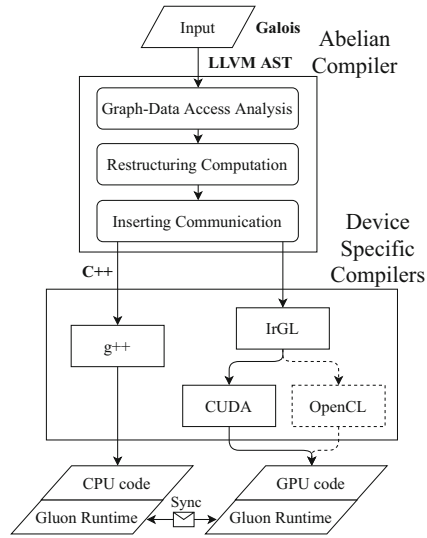 Input
Galois
Abelian
Compiler
LLVM AST
Graph-Data Access Analysis
Restructuring Computation
Inserting Communication
Device
Specific
Compilers
C++
IrGL
g++
CUDA
OpenCL
CPU code
Sync
GPU code
Gluon Runtime
Gluon Runtime